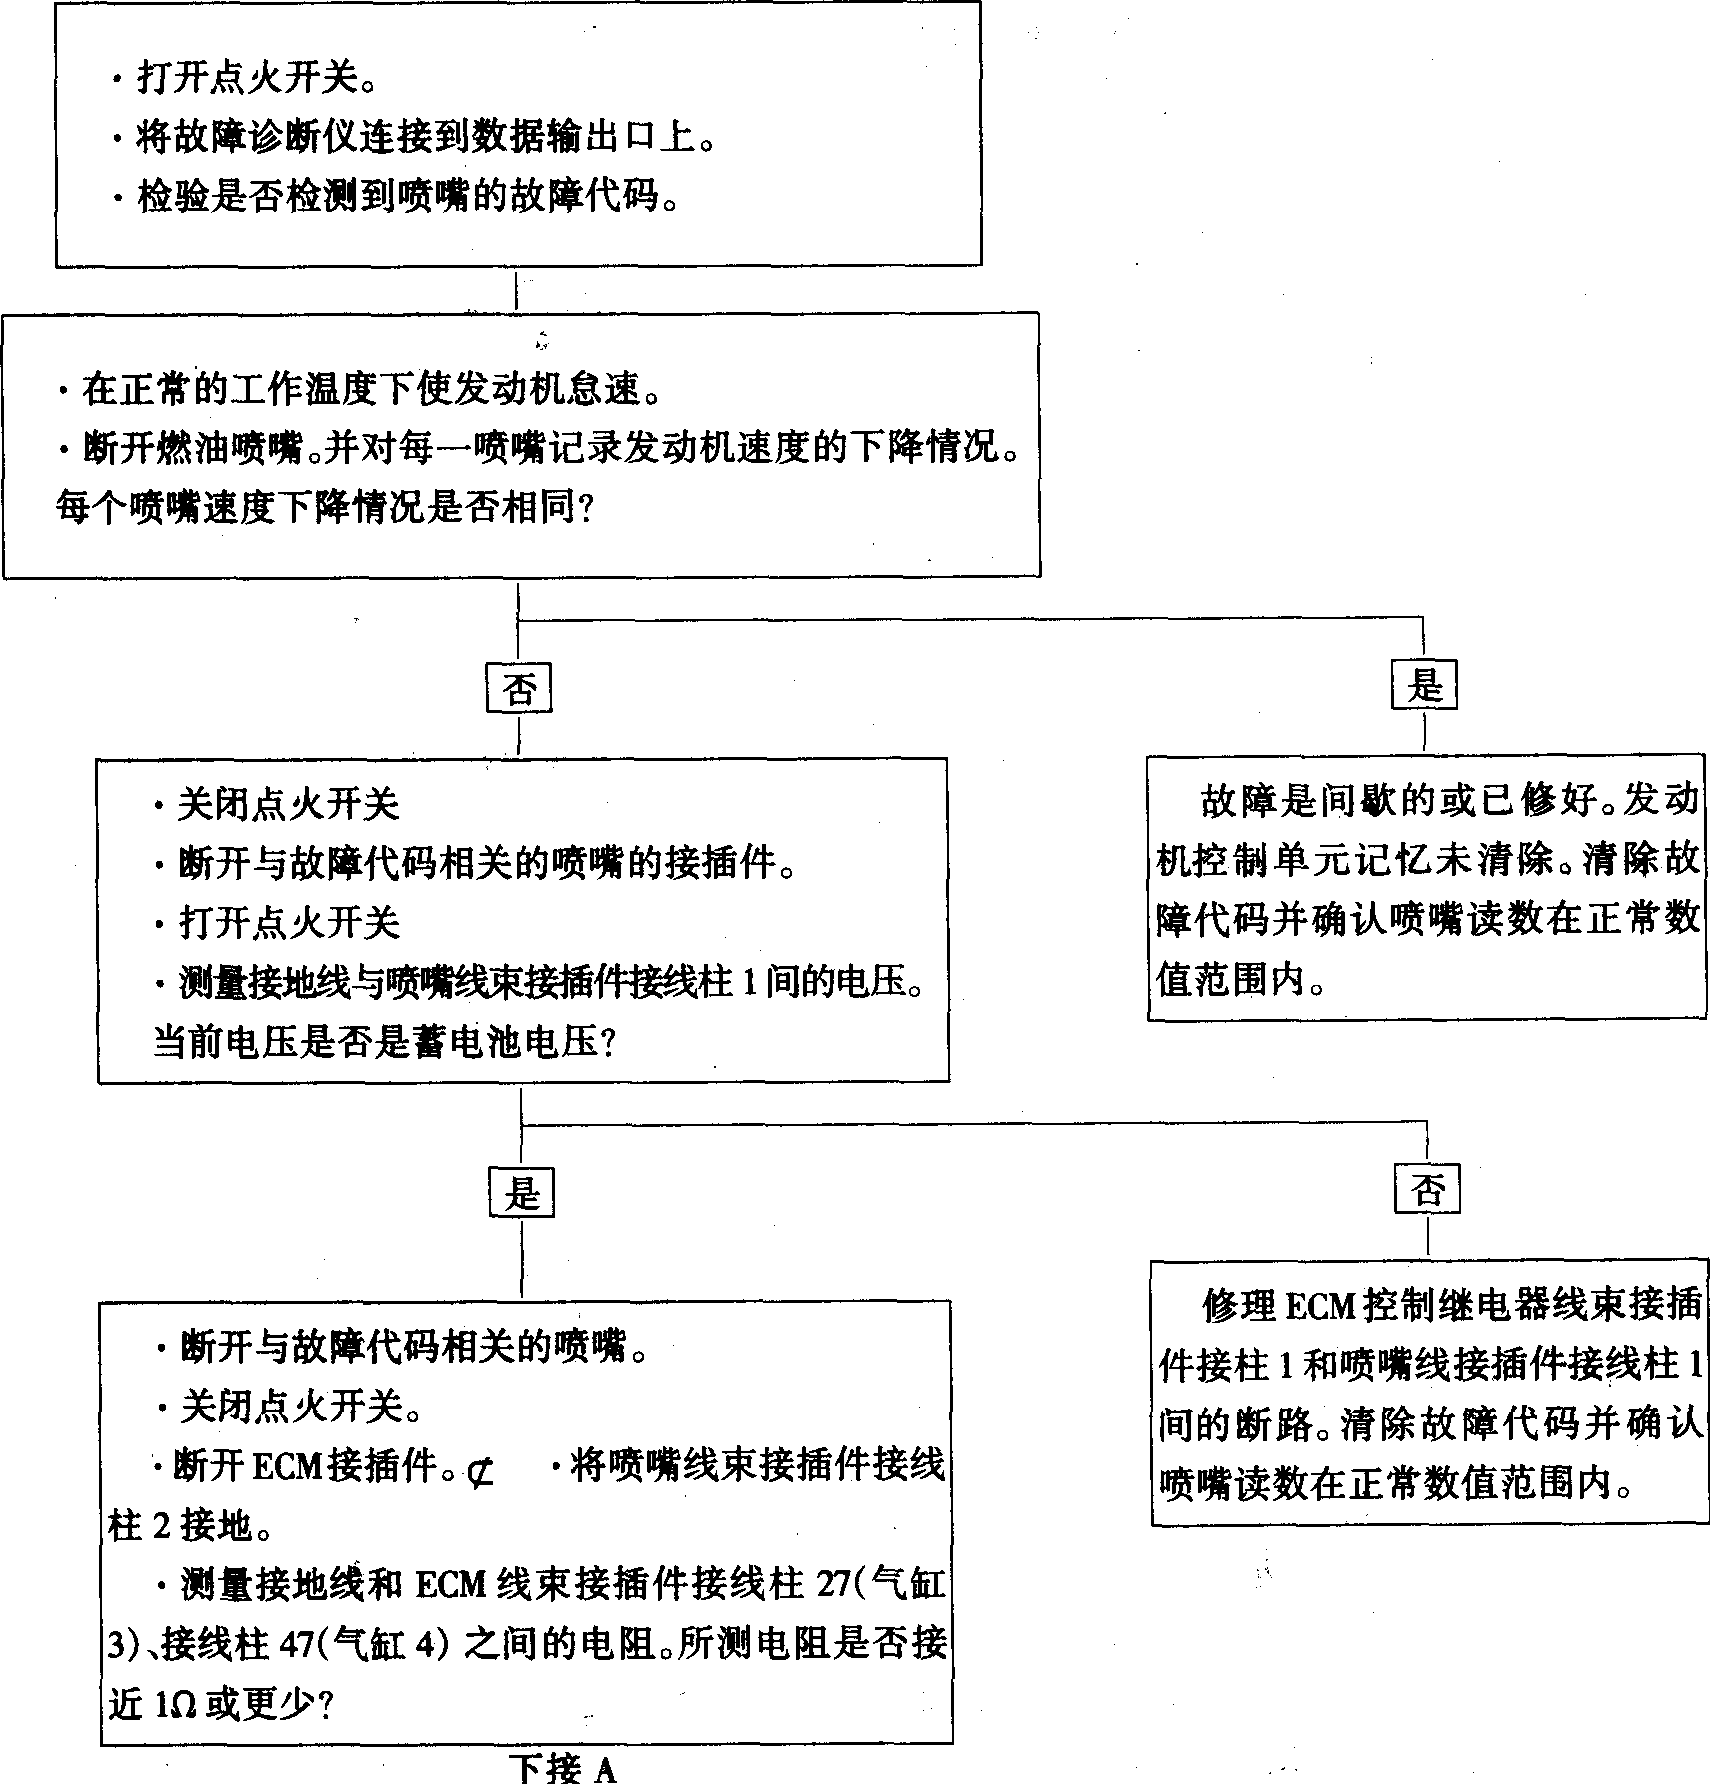 ·打开点火开关。
·将故障诊断仪连接到数据输出口上。
·检验是否检测到喷嘴的故障代码。
·在正常的工作温度下使发动机怠速。
·断开燃油喷嘴。并对每一喷嘴记录发动机速度的下降情况。
每个喷嘴速度下降情况是否相同?
否
是
·关闭点火开关
·断开与故障代码相关的喷嘴的接插件。
·打开点火开关
·测量接地线与喷嘴线束接插件接线柱1间的电压。
当前电压是否是蓄电池电压?
故障是间歇的或已修好。发动
机控制单元记忆未清除。清除故
障代码并确认喷嘴读数在正常数
值范围内。
是
否
·断开与故障代码相关的喷嘴。
·关闭点火开关。
·断开ECM接插件。⊄ ·将喷嘴线束接插件接线
柱2接地。
·测量接地线和ECM线束接插件接线柱27(气缸
3)、接线柱47(气缸4)之间的电阻。所测电阻是否接
近1Ω或更少?
修理ECM控制继电器线束接插
件接柱1和喷嘴线接插件接线柱1
间的断路。清除故障代码并确认
喷嘴读数在正常数值范围内。
下接A